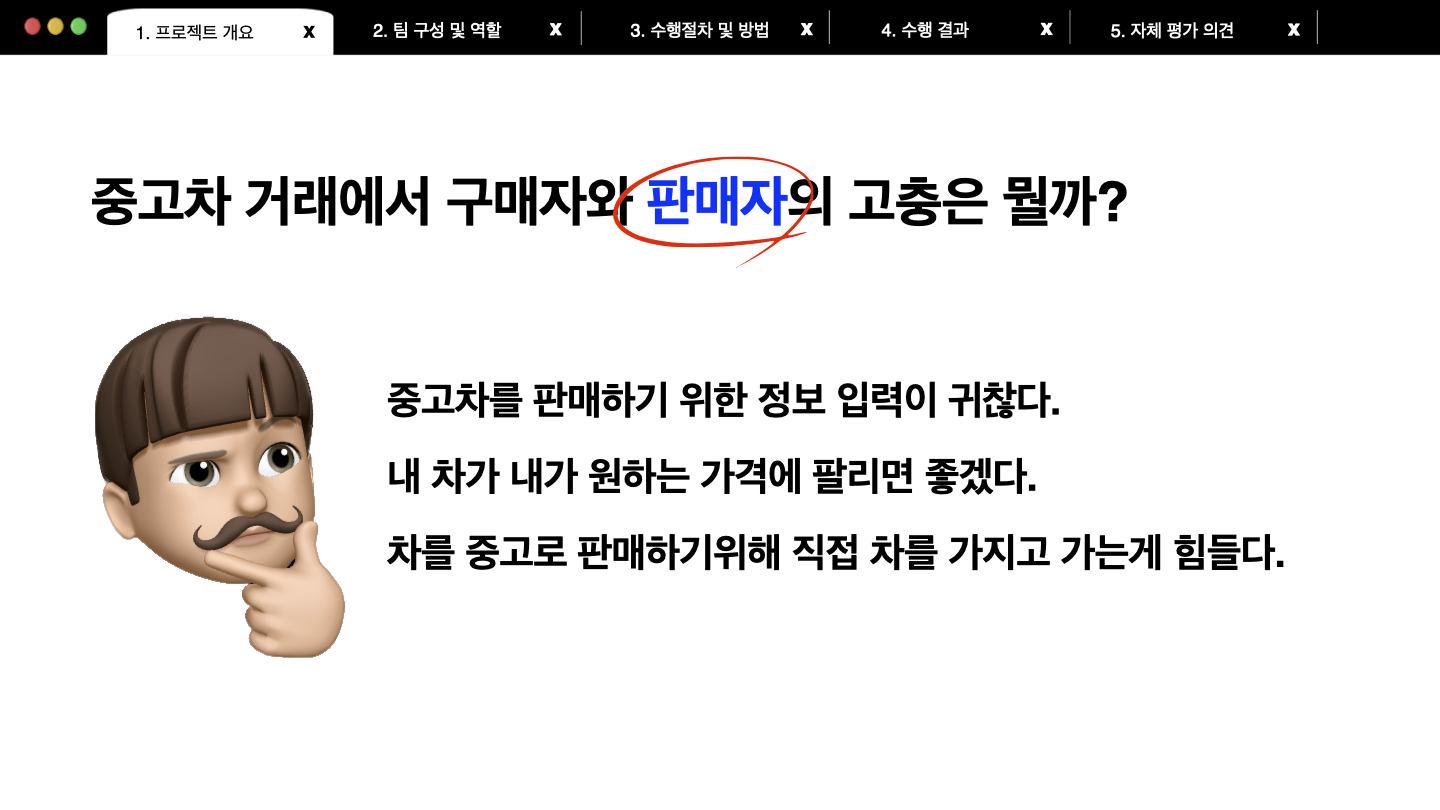 1. 프로젝트 개요 X 2. 팀 구성 및 역할 X 3. 수행절차 및 방법 X 4. 수행 결과 X 5. 자체 평가 의견 X
중고차 거래에서 구매자와 판매자의 고충은 뭘까?
중고차를 판매하기 위한 정보 입력이 귀찮다.
내 차가 내가 원하는 가격에 팔리면 좋겠다.
차를 중고로 판매하기위해 직접 차를 가지고 가는게 힘들다.